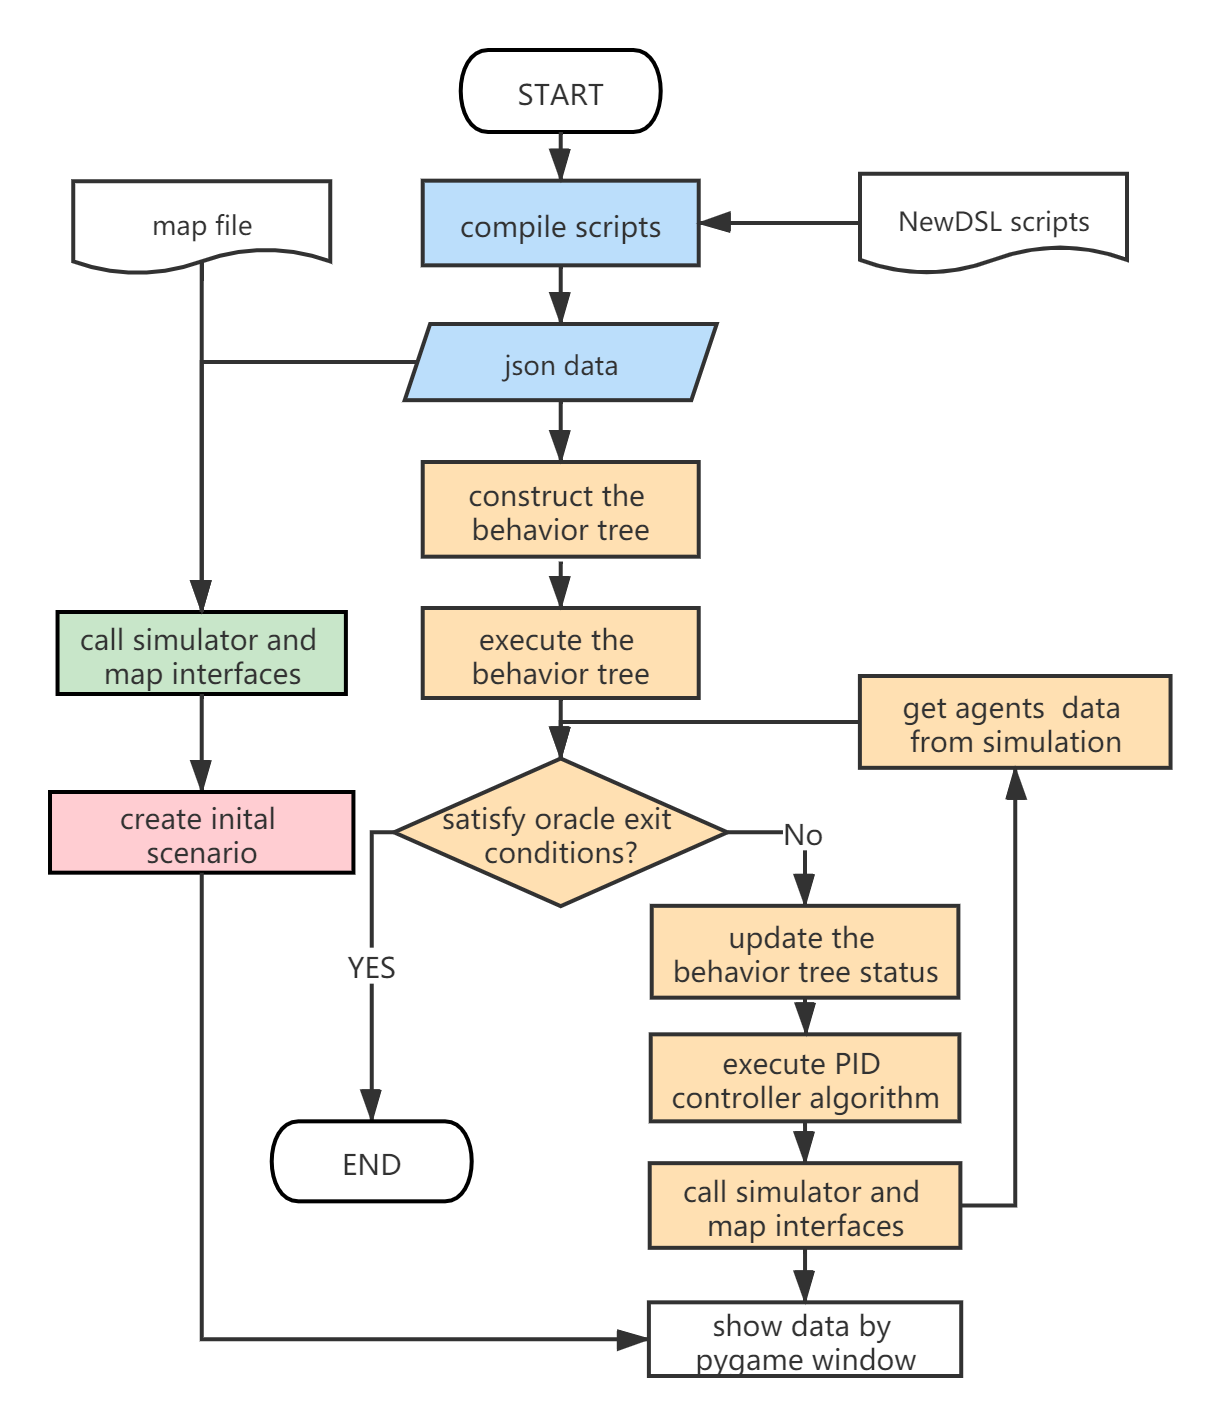 START
map file
compile scripts
NewDSL scripts
json data
construct the
behavior tree
execute the
behavior tree
call simulator and
map interfaces
get agents  data
from simulation
create inital
scenario
satisfy oracle exit
conditions?
No
update the
behavior tree status
YES
execute PID
controller algorithm
END
call simulator and
map interfaces
show data by
pygame window